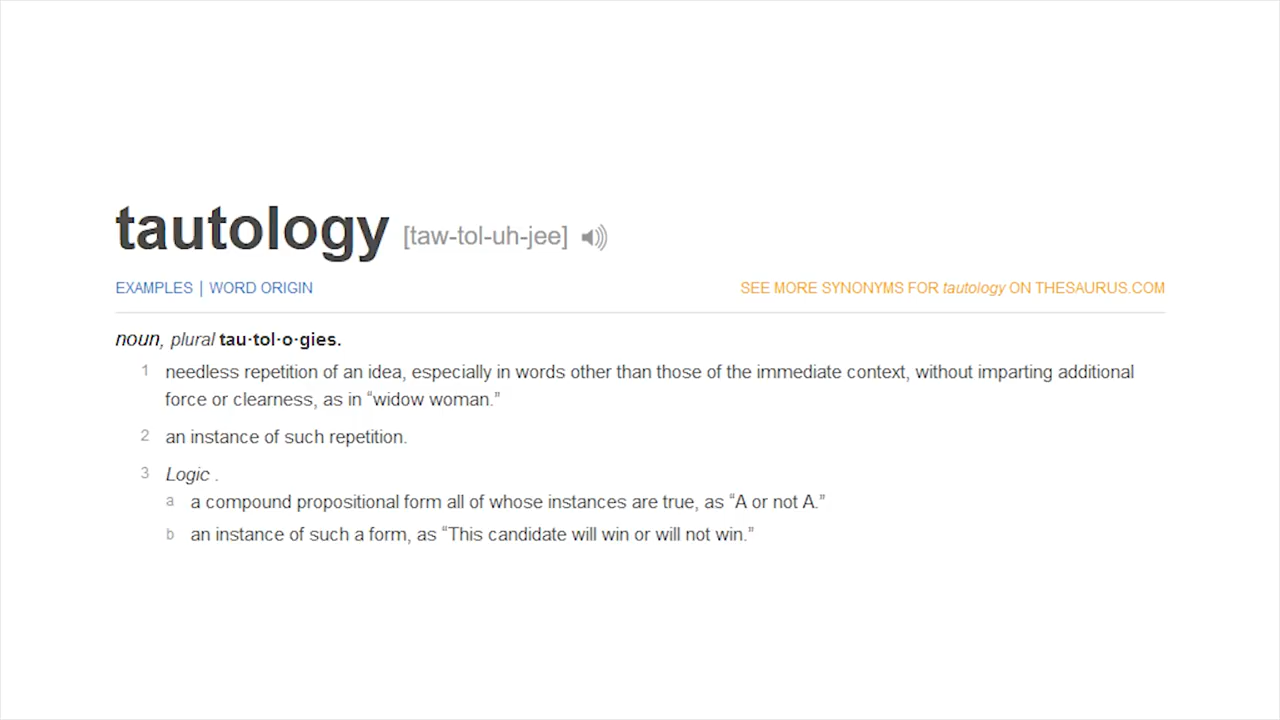 tautology [taw-tol-uh-jee]
EXAMPLES | WORD ORIGIN SEE MORE SYNONYMS FOR tautology ON THESAURUS.COM
noun, plural tau·tol·o·gies.
1 needless repetition of an idea, especially in words other than those of the immediate context, without imparting additional
force or clearness, as in “widow woman.”
2 an instance of such repetition.
3 Logic .
a a compound propositional form all of whose instances are true, as “A or not A.”
b an instance of such a form, as “This candidate will win or will not win.”